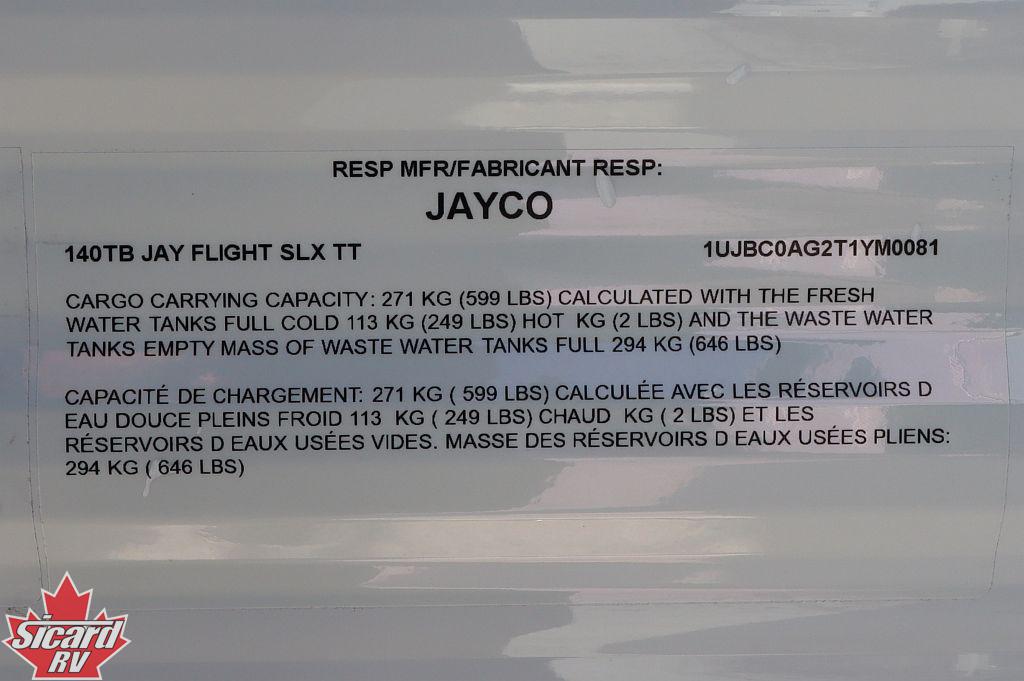 RESP MFR/FABRICANT RESP:
JAYCO
140TB JAY FLIGHT SLX TT 1UJBC0AG2T1YM0081
CARGO CARRYING CAPACITY: 271 KG (599 LBS) CALCULATED WITH THE FRESH
WATER TANKS FULL COLD 113 KG (249 LBS) HOT KG (2 LBS) AND THE WASTE WATER
TANKS EMPTY MASS OF WASTE WATER TANKS FULL 294 KG (646 LBS)
CAPACITÉ DE CHARGEMENT: 271 KG ( 599 LBS) CALCULÉE AVEC LES RÉSERVOIRS D
EAU DOUCE PLEINS FROID 113 KG ( 249 LBS) CHAUD KG ( 2 LBS) ET LES
RÉSERVOIRS D EAUX USÉES VIDES. MASSE DES RÉSERVOIRS D EAUX USÉES PLIENS:
294 KG ( 646 LBS)
Sicard
RV